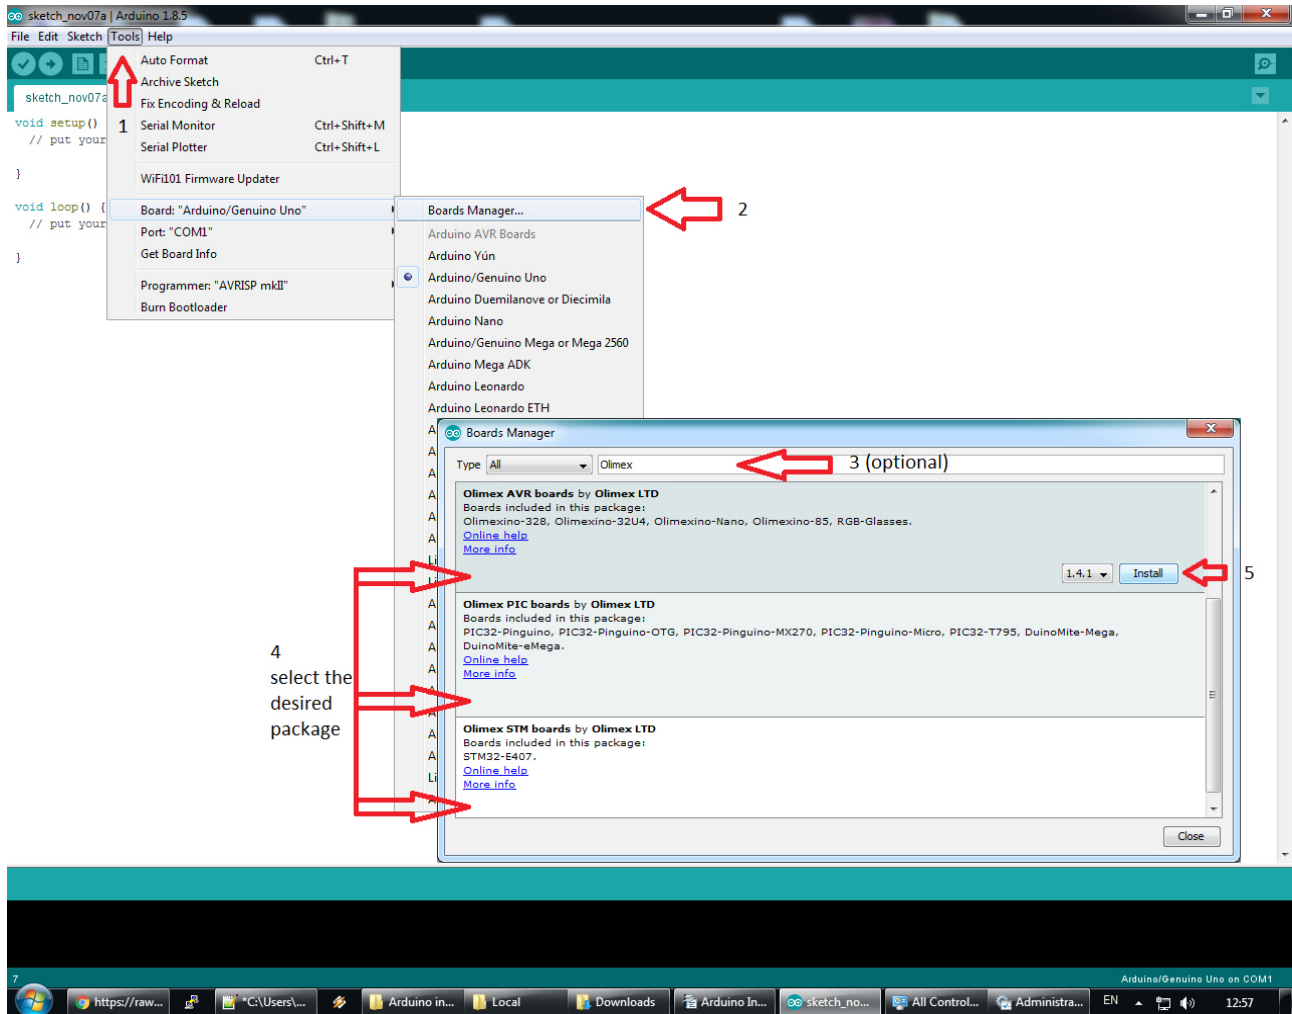 sketch_nov07a | Arduino 1.8.5
File Edit Sketch Tools Help
sketch_nov07a
void setup()
// put your
}
void loop() {
// put your
}
1
Auto Format Ctrl+T
Archive Sketch
Fix Encoding & Reload
Serial Monitor Ctrl+Shift+M
Serial Plotter Ctrl+Shift+L
WiFi101 Firmware Updater
Board: "Arduino/Genuino Uno"
Port: "COM1"
Get Board Info
Programmer: "AVRISP mkII"
Burn Bootloader
Boards Manager...
2
Arduino AVR Boards
Arduino Yún
Arduino/Genuino Uno
Arduino Duemilanove or Diecimila
Arduino Nano
Arduino/Genuino Mega or Mega 2560
Arduino Mega ADK
Arduino Leonardo
Arduino Leonardo ETH
Boards Manager
Type All Olimex
3 (optional)
Olimex AVR boards by Olimex LTD
Boards included in this package:
Olimexino-328, Olimexino-32U4, Olimexino-Nano, Olimexino-85, RGB-Glasses.
Online help
More info
1.4.1 Install
5
Olimex PIC boards by Olimex LTD
Boards included in this package:
PIC32-Pinguino, PIC32-Pinguino-OTG, PIC32-Pinguino-MX270, PIC32-Pinguino-Micro, PIC32-T795, DuinoMite-Mega,
DuinoMite-eMega.
Online help
More info
4
select the
desired
package
Olimex STM boards by Olimex LTD
Boards included in this package:
STM32-E407.
Online help
More info
Close
7
Arduino/Genuino Uno on COM1
https://raw...
*C:\Users\...
Arduino in...
Local
Downloads
Arduino In...
sketch_no...
All Control...
Administra...
EN
12:57